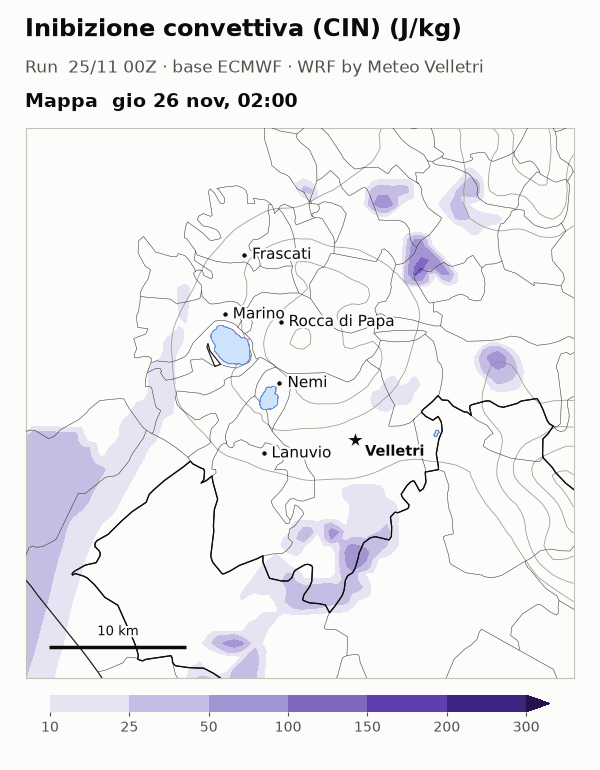 Inibizione convettiva (CIN) (J/kg)
Run  25/11 00Z · base ECMWF · WRF by Meteo Velletri
Mappa  gio 26 nov, 02:00
Frascati
Marino
Rocca di Papa
Nemi
Lanuvio
Velletri
10 km
10 25 50 100 150 200 300